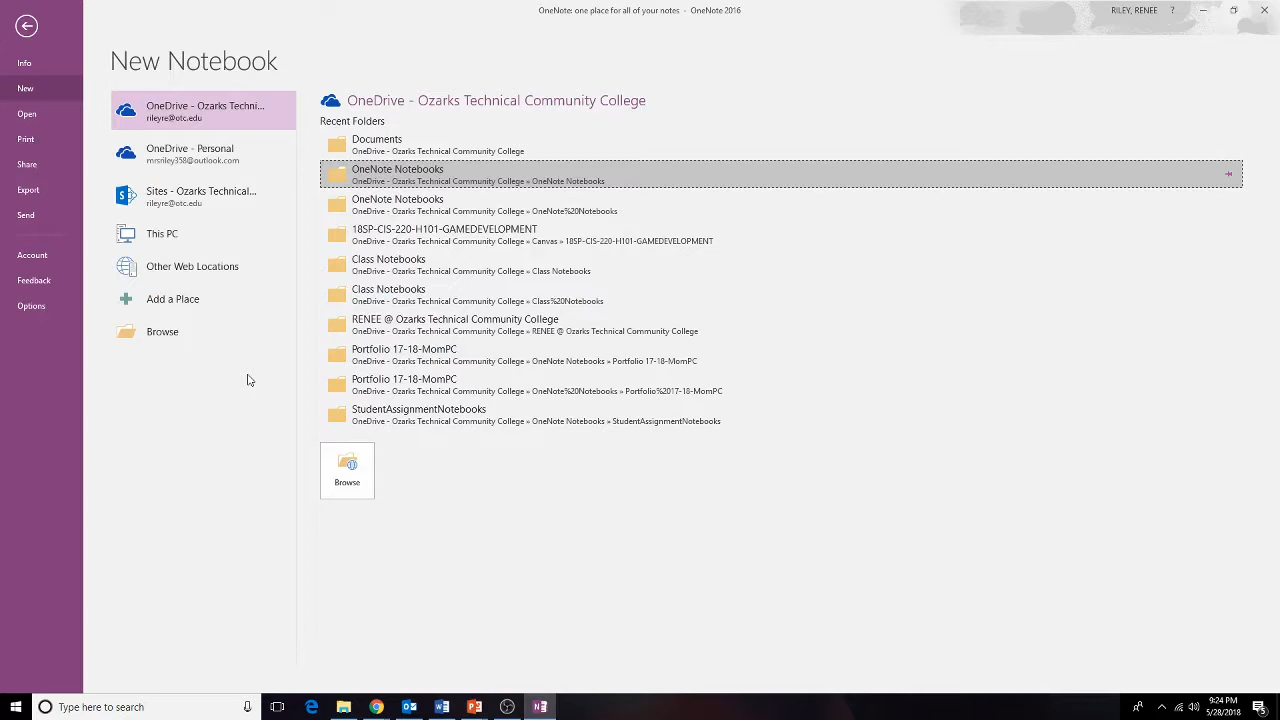 OneNote: one place for all of your notes - OneNote 2016
RILEY, RENEE
?
Info
New
Open
Print
Share
Export
Send
Account
Feedback
Options
New Notebook
OneDrive - Ozarks Techni...
rileyre@otc.edu
OneDrive - Personal
mrsriley358@outlook.com
Sites - Ozarks Technical...
rileyre@otc.edu
This PC
Other Web Locations
Add a Place
Browse
OneDrive - Ozarks Technical Community College
Recent Folders
Documents
OneDrive - Ozarks Technical Community College
OneNote Notebooks
OneDrive - Ozarks Technical Community College » OneNote Notebooks
OneNote Notebooks
OneDrive - Ozarks Technical Community College » OneNote%20Notebooks
18SP-CIS-220-H101-GAMEDEVELOPMENT
OneDrive - Ozarks Technical Community College » Canvas » 18SP-CIS-220-H101-GAMEDEVELOPMENT
Class Notebooks
OneDrive - Ozarks Technical Community College » Class Notebooks
Class Notebooks
OneDrive - Ozarks Technical Community College » Class%20Notebooks
RENEE @ Ozarks Technical Community College
OneDrive - Ozarks Technical Community College » RENEE @ Ozarks Technical Community College
Portfolio 17-18-MomPC
OneDrive - Ozarks Technical Community College » OneNote Notebooks » Portfolio 17-18-MomPC
Portfolio 17-18-MomPC
OneDrive - Ozarks Technical Community College » OneNote%20Notebooks » Portfolio%2017-18-MomPC
StudentAssignmentNotebooks
OneDrive - Ozarks Technical Community College » OneNote Notebooks » StudentAssignmentNotebooks
Browse
Type here to search
9:24 PM
5/28/2018